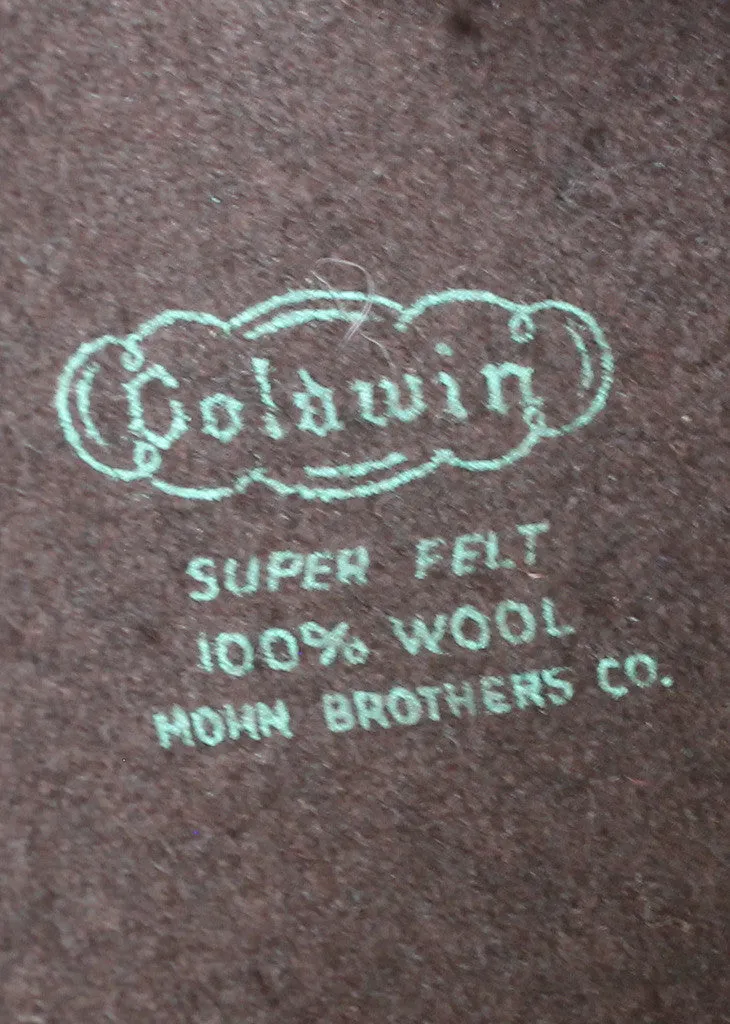 Goldwin
SUPER FELT
100% WOOL
MOHN BROTHERS CO.